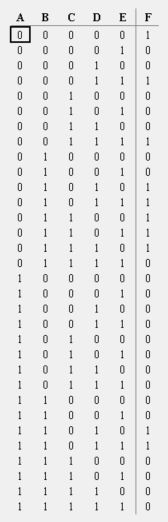 A B C D E F
0 0 0 0 0 1
0 0 0 0 1 0
0 0 0 1 0 0
0 0 0 1 1 1
0 0 1 0 0 0
0 0 1 0 1 0
0 0 1 1 0 0
0 0 1 1 1 1
0 1 0 0 0 0
0 1 0 0 1 0
0 1 0 1 0 1
0 1 0 1 1 1
0 1 1 0 0 1
0 1 1 0 1 1
0 1 1 1 0 1
0 1 1 1 1 0
1 0 0 0 0 0
1 0 0 0 1 0
1 0 0 1 0 0
1 0 0 1 1 0
1 0 1 0 0 0
1 0 1 0 1 0
1 0 1 1 0 0
1 0 1 1 1 0
1 1 0 0 0 0
1 1 0 0 1 0
1 1 0 1 0 1
1 1 0 1 1 1
1 1 1 0 0 0
1 1 1 0 1 0
1 1 1 1 0 0
1 1 1 1 1 0